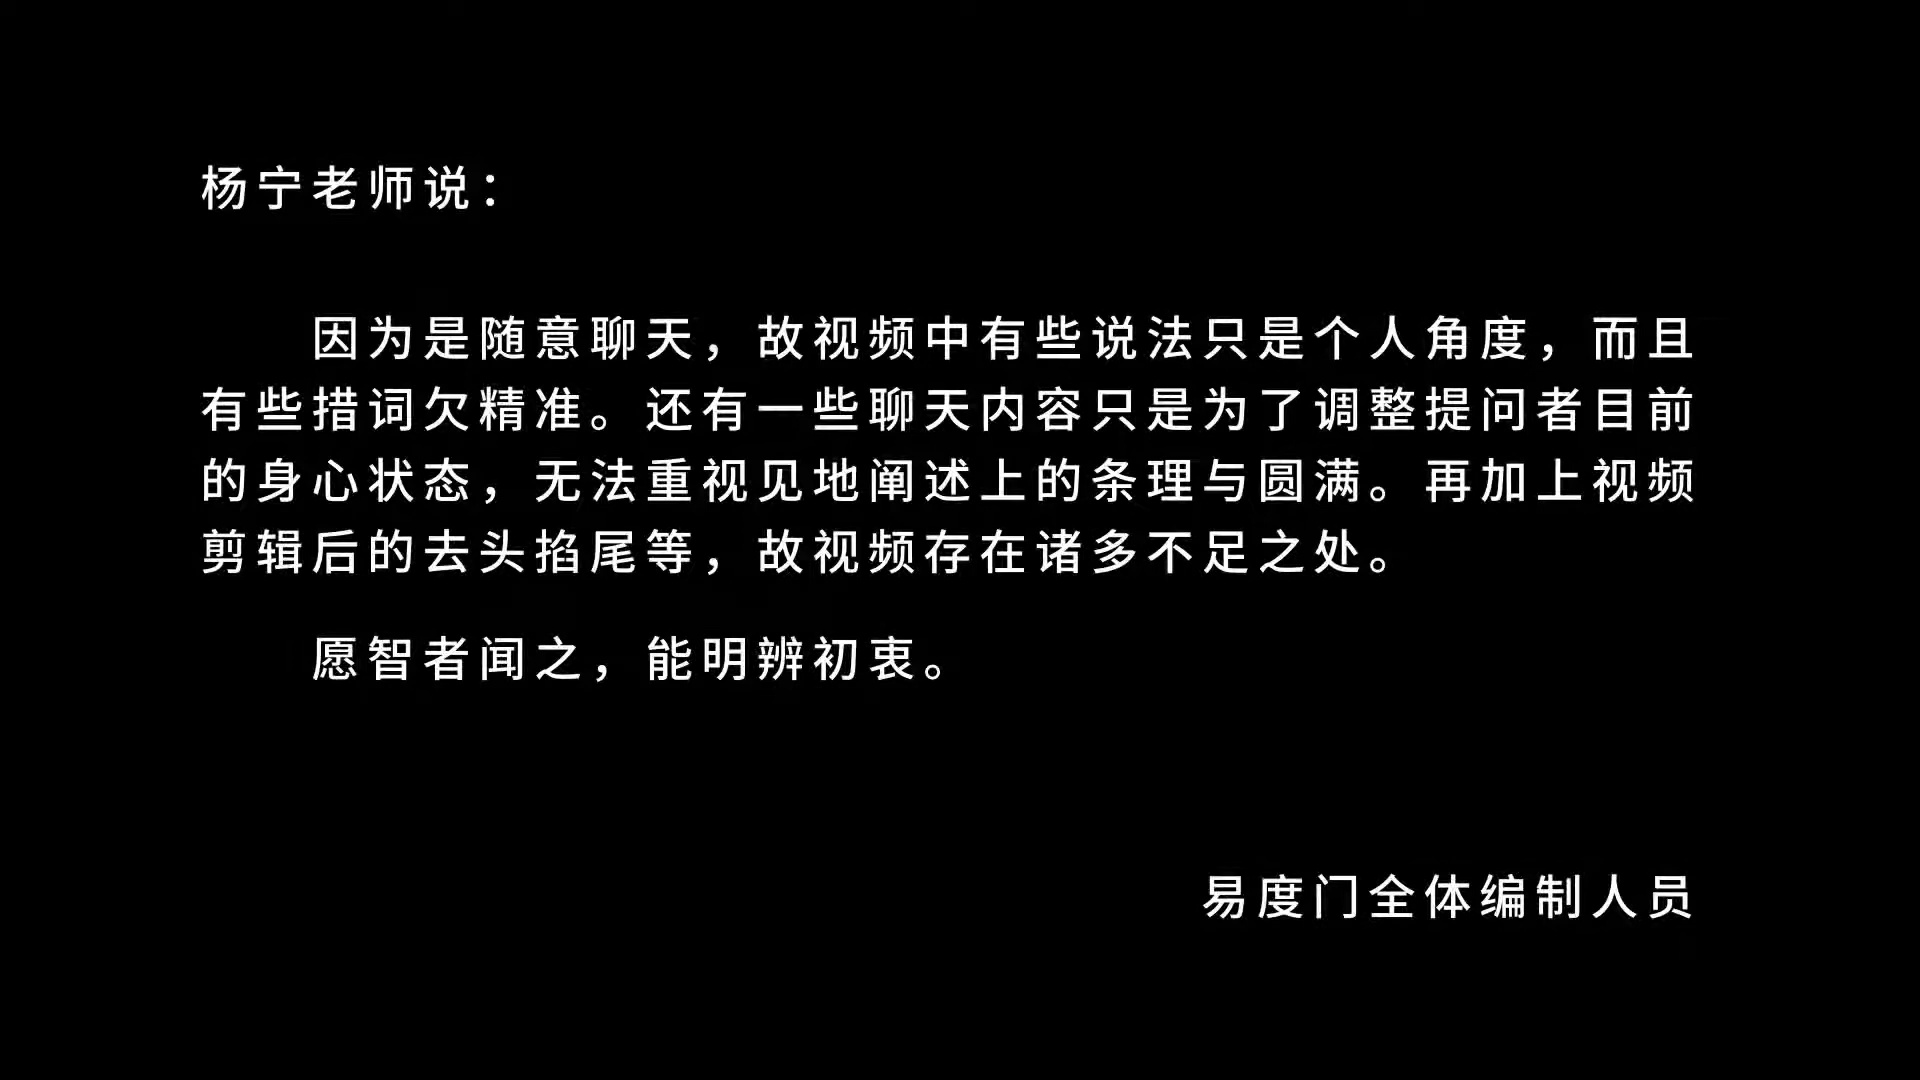 杨宁老师说：
因为是随意聊天，故视频中有些说法只是个人角度，而且
有些措词欠精准。还有一些聊天内容只是为了调整提问者目前
的身心状态，无法重视见地阐述上的条理与圆满。再加上视频
剪辑后的去头掐尾等，故视频存在诸多不足之处。
愿智者闻之，能明辨初衷。
易度门全体编制人员